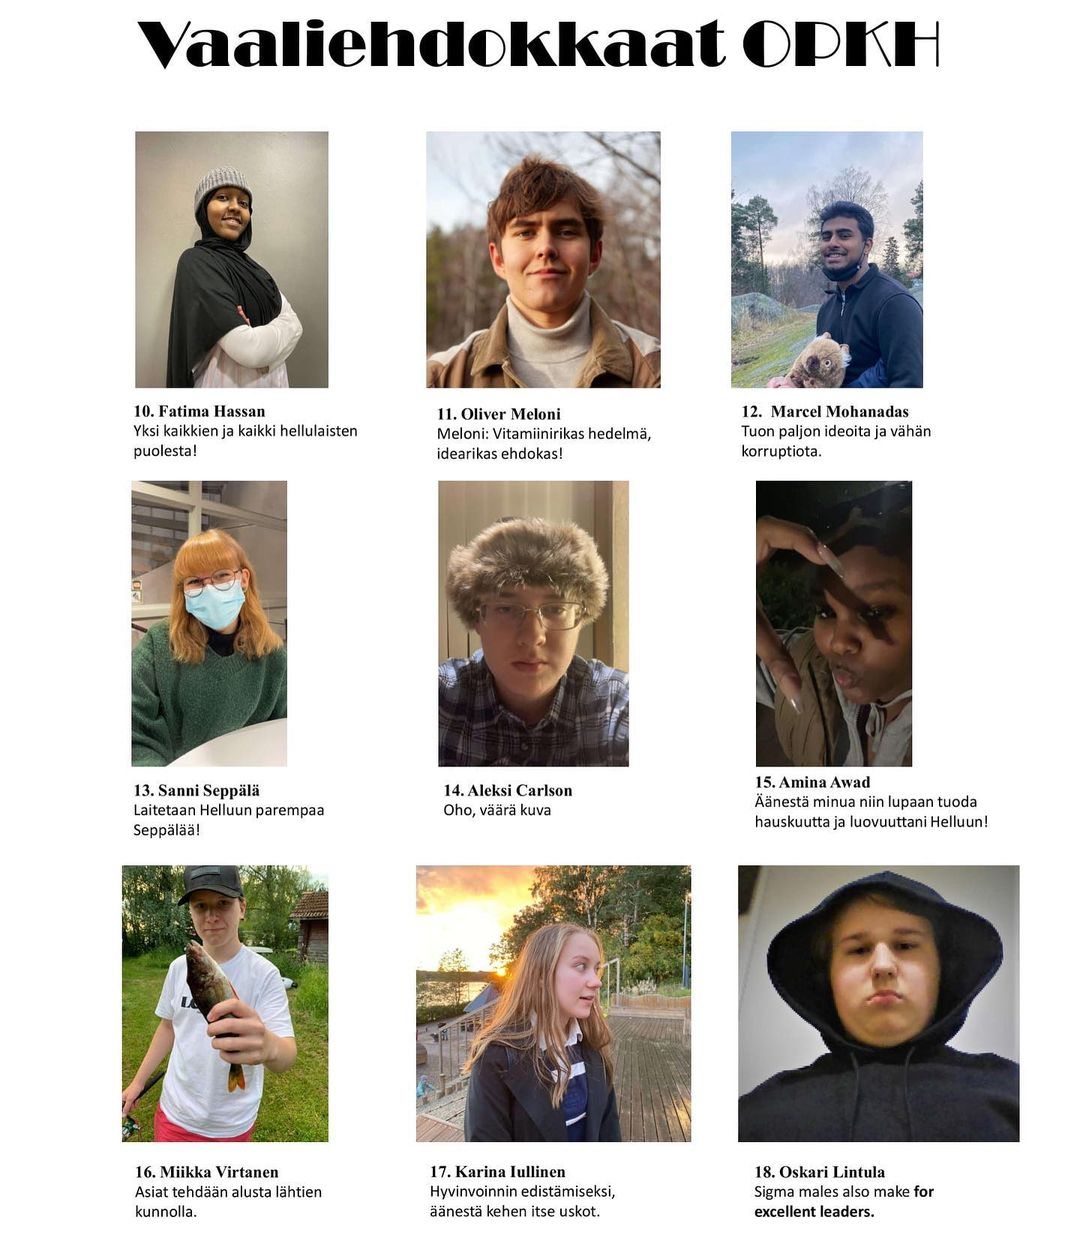 Vaaliehdokkaat OPKH
10. Fatima Hassan
Yksi kaikkien ja kaikki hellulaisten
puolesta!
11. Oliver Meloni
Meloni: Vitamiinirikas hedelmä,
idearikas ehdokas!
12. Marcel Mohanadas
Tuon paljon ideoita ja vähän
korruptiota.
13. Sanni Seppälä
Laitetaan Helluun parempaa
Seppälää!
14. Aleksi Carlson
Oho, väärä kuva
15. Amina Awad
Äänestä minua niin lupaan tuoda
hauskuutta ja luovuuttani Helluun!
16. Miikka Virtanen
Asiat tehdään alusta lähtien
kunnolla.
17. Karina Iullinen
Hyvinvoinnin edistämiseksi,
äänestä kehen itse uskot.
18. Oskari Lintula
Sigma males also make for
excellent leaders.